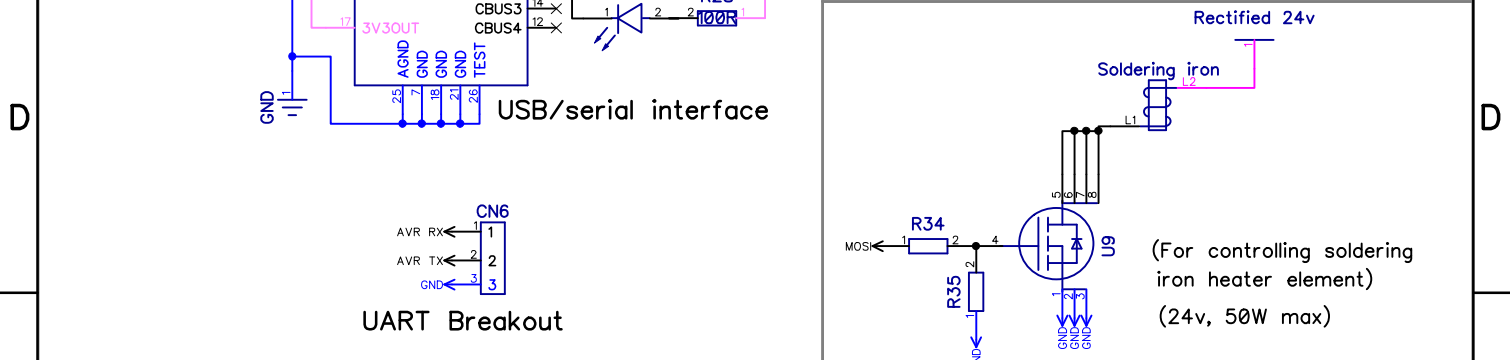 CBUS3
14
CBUS4
12
17
3V3OUT
AGND
GND
GND
GND
TEST
25
7
18
21
26
GND
1
1
2
2
100R
1
USB/serial interface
D
CN6
AVR RX
1
1
AVR TX
2
2
GND
3
3
UART Breakout
Rectified 24v
1
Soldering iron
L2
L1
5
6
7
8
MOSI
1
R34
2
4
U9
2
R35
1
1
2
3
GND
GND
GND
(For controlling soldering
iron heater element)
(24v, 50W max)
D